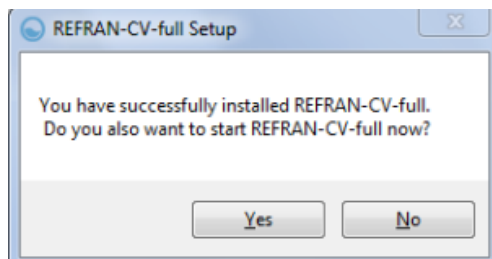 REFRAN-CV-full Setup
You have successfully installed REFRAN-CV-full.
Do you also want to start REFRAN-CV-full now?
Yes
No